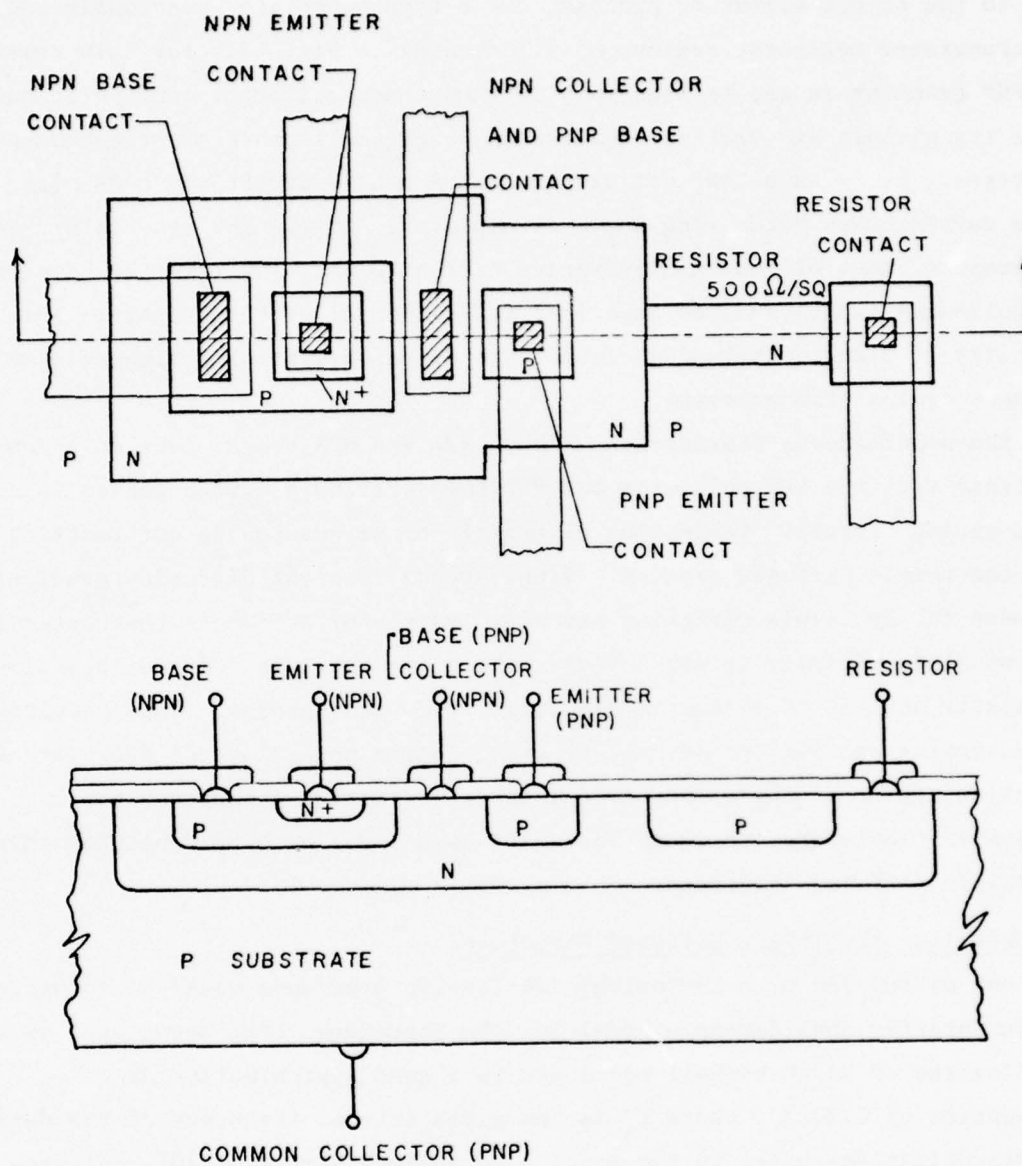 NPN EMITTER
CONTACT
NPN BASE
CONTACT
NPN COLLECTOR
AND PNP BASE
CONTACT
RESISTOR
CONTACT
RESISTOR
500Ω/SQ
N
P
P
N+
P
N
N
P
PNP EMITTER
CONTACT
BASE (PNP)
BASE EMITTER COLLECTOR
(NPN) (NPN) (NPN)
EMITTER
(PNP)
RESISTOR
N+
P
P
P
N
P SUBSTRATE
COMMON COLLECTOR (PNP)